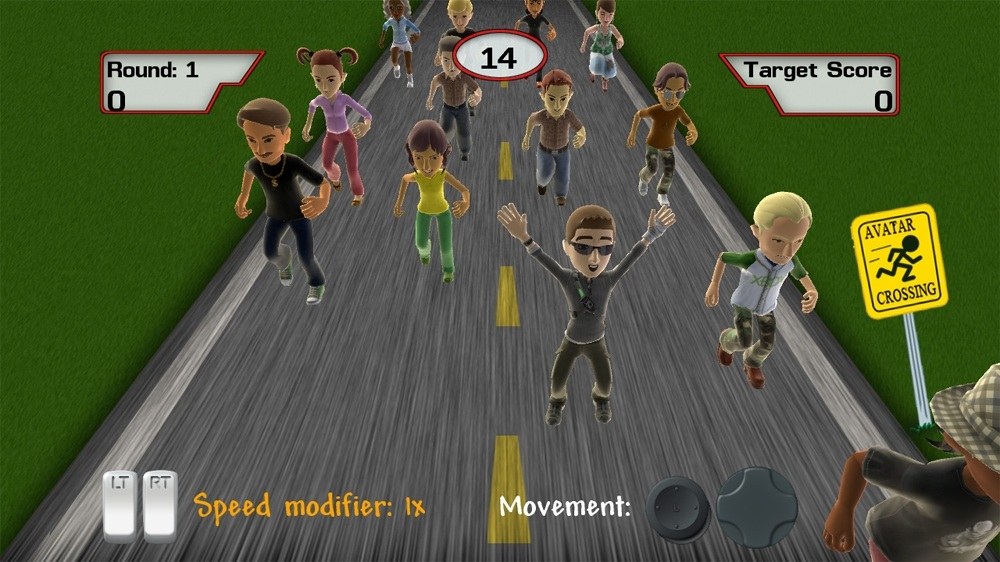 14
Round: 1
0
Target Score
0
AVATAR
CROSSING
LT RT
Speed modifier: 1x
Movement: